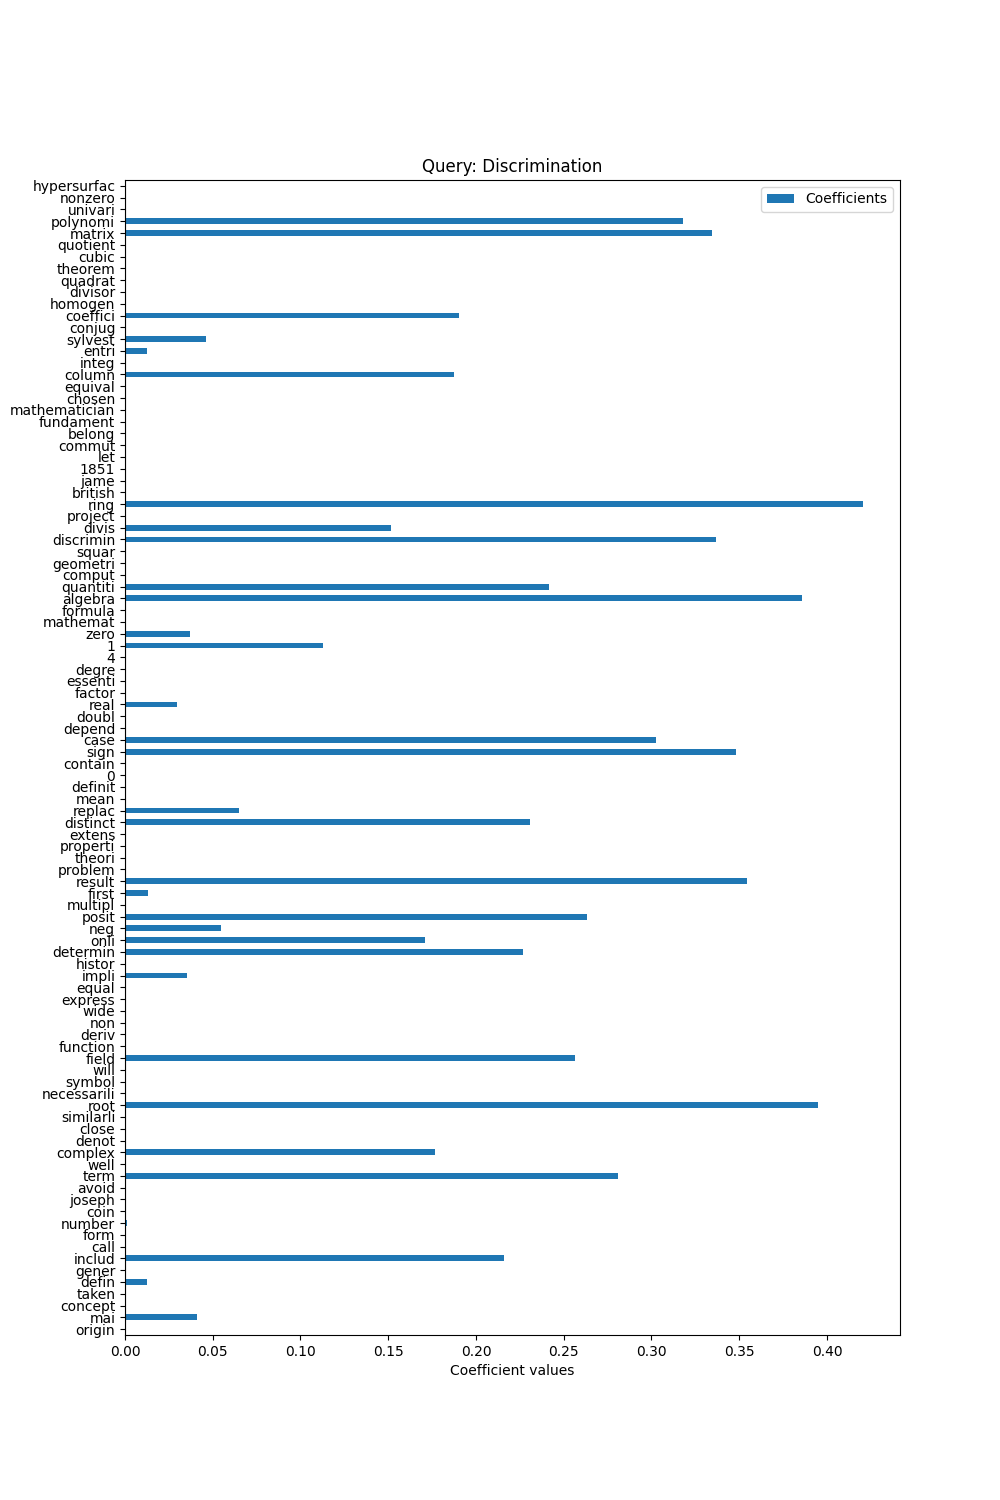 Query: Discrimination
Coefficients
hypersurfac
nonzero
univari
polynomi
matrix
quotient
cubic
theorem
quadrat
divisor
homogen
coeffici
conjug
sylvest
entri
integ
column
equival
chosen
mathematician
fundament
belong
commut
let
1851
jame
british
ring
project
divis
discrimin
squar
geometri
comput
quantiti
algebra
formula
mathemat
zero
1
4
degre
essenti
factor
real
doubl
depend
case
sign
contain
0
definit
mean
replac
distinct
extens
properti
theori
problem
result
first
multipl
posit
neg
onli
determin
histor
impli
equal
express
wide
non
deriv
function
field
will
symbol
necessarili
root
similarli
close
denot
complex
well
term
avoid
joseph
coin
number
form
call
includ
gener
defin
taken
concept
mai
origin
0.00 0.05 0.10 0.15 0.20 0.25 0.30 0.35 0.40
Coefficient values